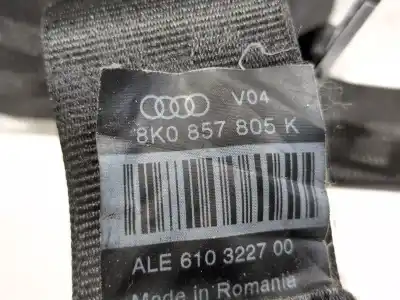 V04
8K0 857 805 K
ALE 610 3227 00
Made in Romania